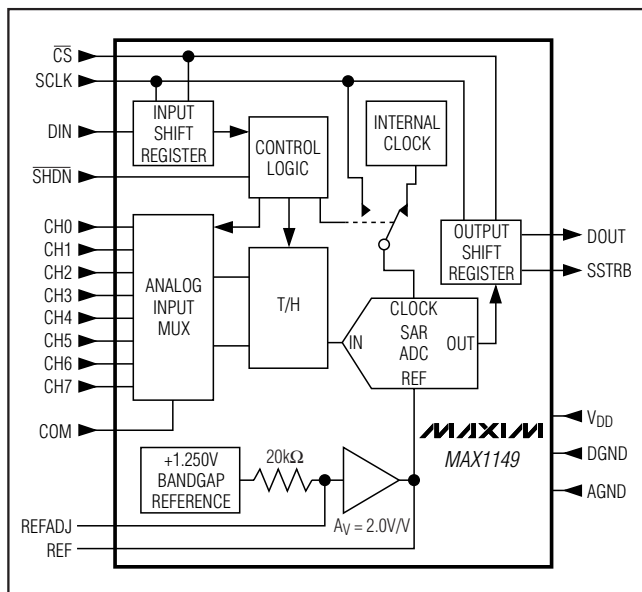 CS
SCLK
DIN
SHDN
INPUT
SHIFT
REGISTER
CONTROL
LOGIC
INTERNAL
CLOCK
CH0
CH1
CH2
CH3
CH4
CH5
CH6
CH7
COM
ANALOG
INPUT
MUX
T/H
CLOCK
SAR
ADC
IN
OUT
REF
OUTPUT
SHIFT
REGISTER
DOUT
SSTRB
+1.250V
BANDGAP
REFERENCE
20kΩ
AV = 2.0V/V
REFADJ
REF
MAXIM
MAX1149
VDD
DGND
AGND